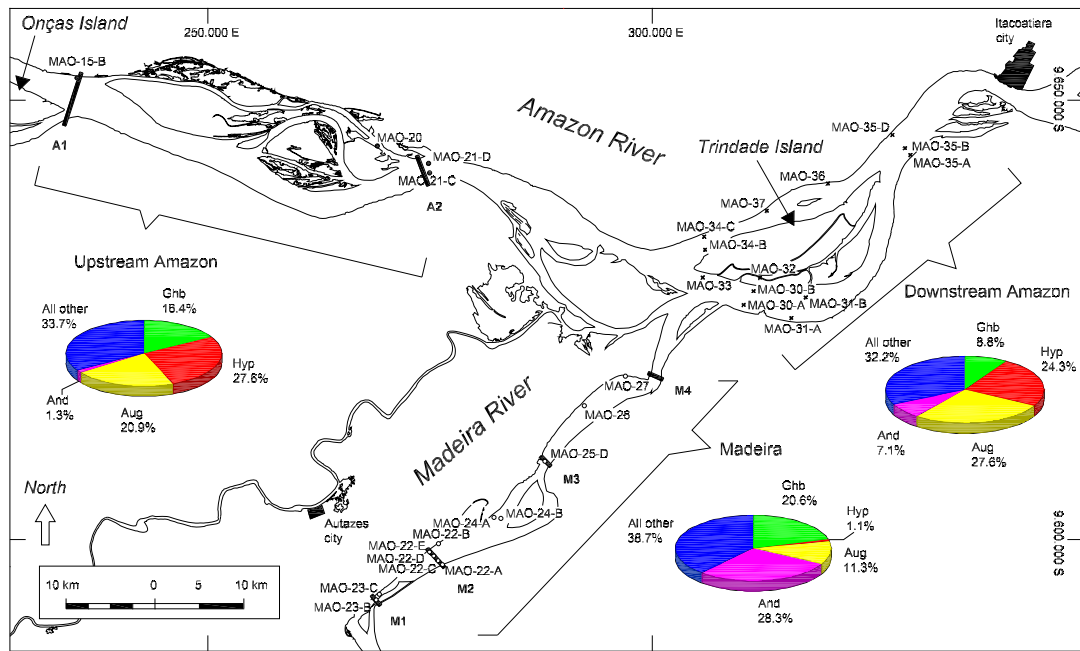 Onças Island
250.000 E
300.000 E
Itacoatiara
city
9.650.000 S
MAO-15-B
A1
Amazon River
MAO-20
MAO-21-D
MAO-21-C
A2
Trindade Island
MAO-35-D
MAO-35-B
MAO-35-A
MAO-36
MAO-37
MAO-34-C
MAO-34-B
MAO-33
MAO-32
MAO-30-B
MAO-30-A
MAO-31-B
MAO-31-A
Upstream Amazon
All other
33.7%
Ghb
16.4%
Hyp
27.6%
And
1.3%
Aug
20.9%
Downstream Amazon
Ghb
8.8%
All other
32.2%
Hyp
24.3%
And
7.1%
Aug
27.6%
Madeira River
MAO-27
M4
MAO-26
MAO-25-D
M3
Madeira
Ghb
20.6%
Hyp
1.1%
All other
38.7%
Aug
11.3%
And
28.3%
North
Autazes
city
MAO-24-A
MAO-24-B
MAO-22-B
MAO-22-E
MAO-22-D
MAO-22-C
MAO-22-A
M2
MAO-23-C
MAO-23-B
M1
9.600.000 S
10 km
0
5
10 km